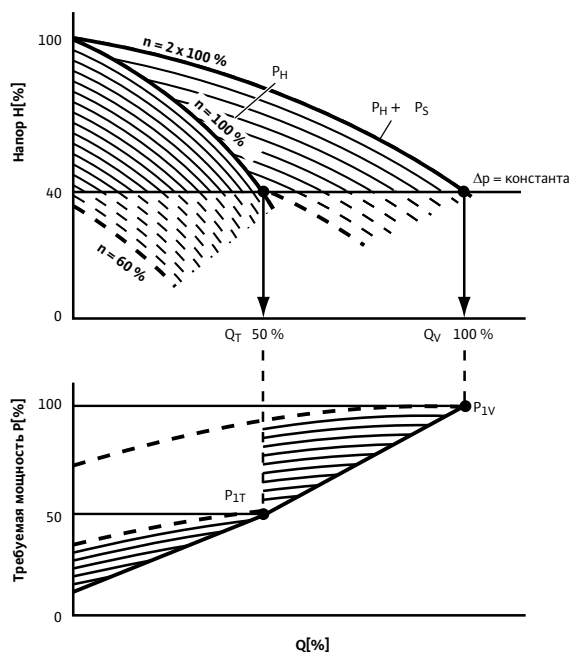 Напор H[%]
100
n = 2 x 100 %
P_H
n = 100 %
P_H + P_S
40
Δp = константа
n = 60 %
0
Q_T 50 %
Q_V 100 %
Требуемая мощность P[%]
100
P_1V
P_1T
50
0
Q[%]